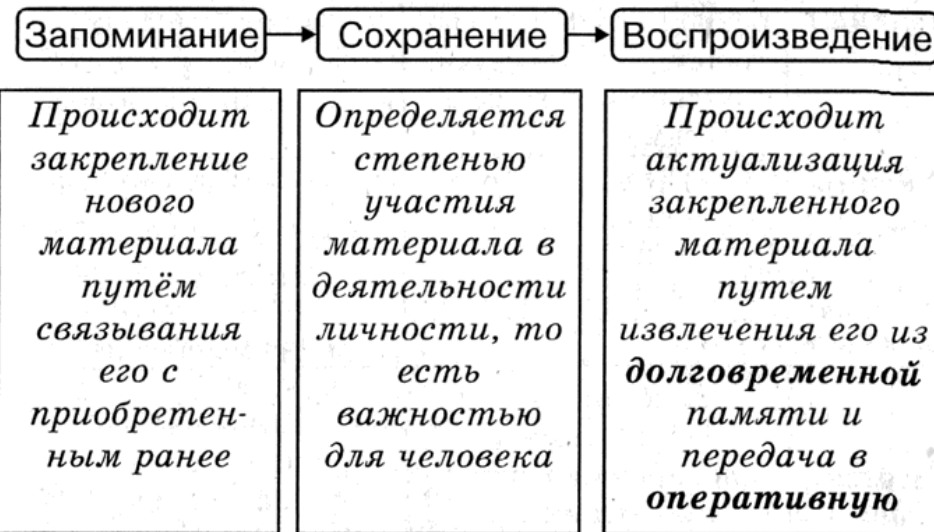 Запоминание
Сохранение
Воспроизведение
Происходит
закрепление
нового
материала
путём
связывания
его с
приобретен-
ным ранее
Определяется
степенью
участия
материала в
деятельности
личности, то
есть
важностью
для человека
Происходит
актуализация
закрепленного
материала
путем
извлечения его из
долговременной
памяти и
передача в
оперативную